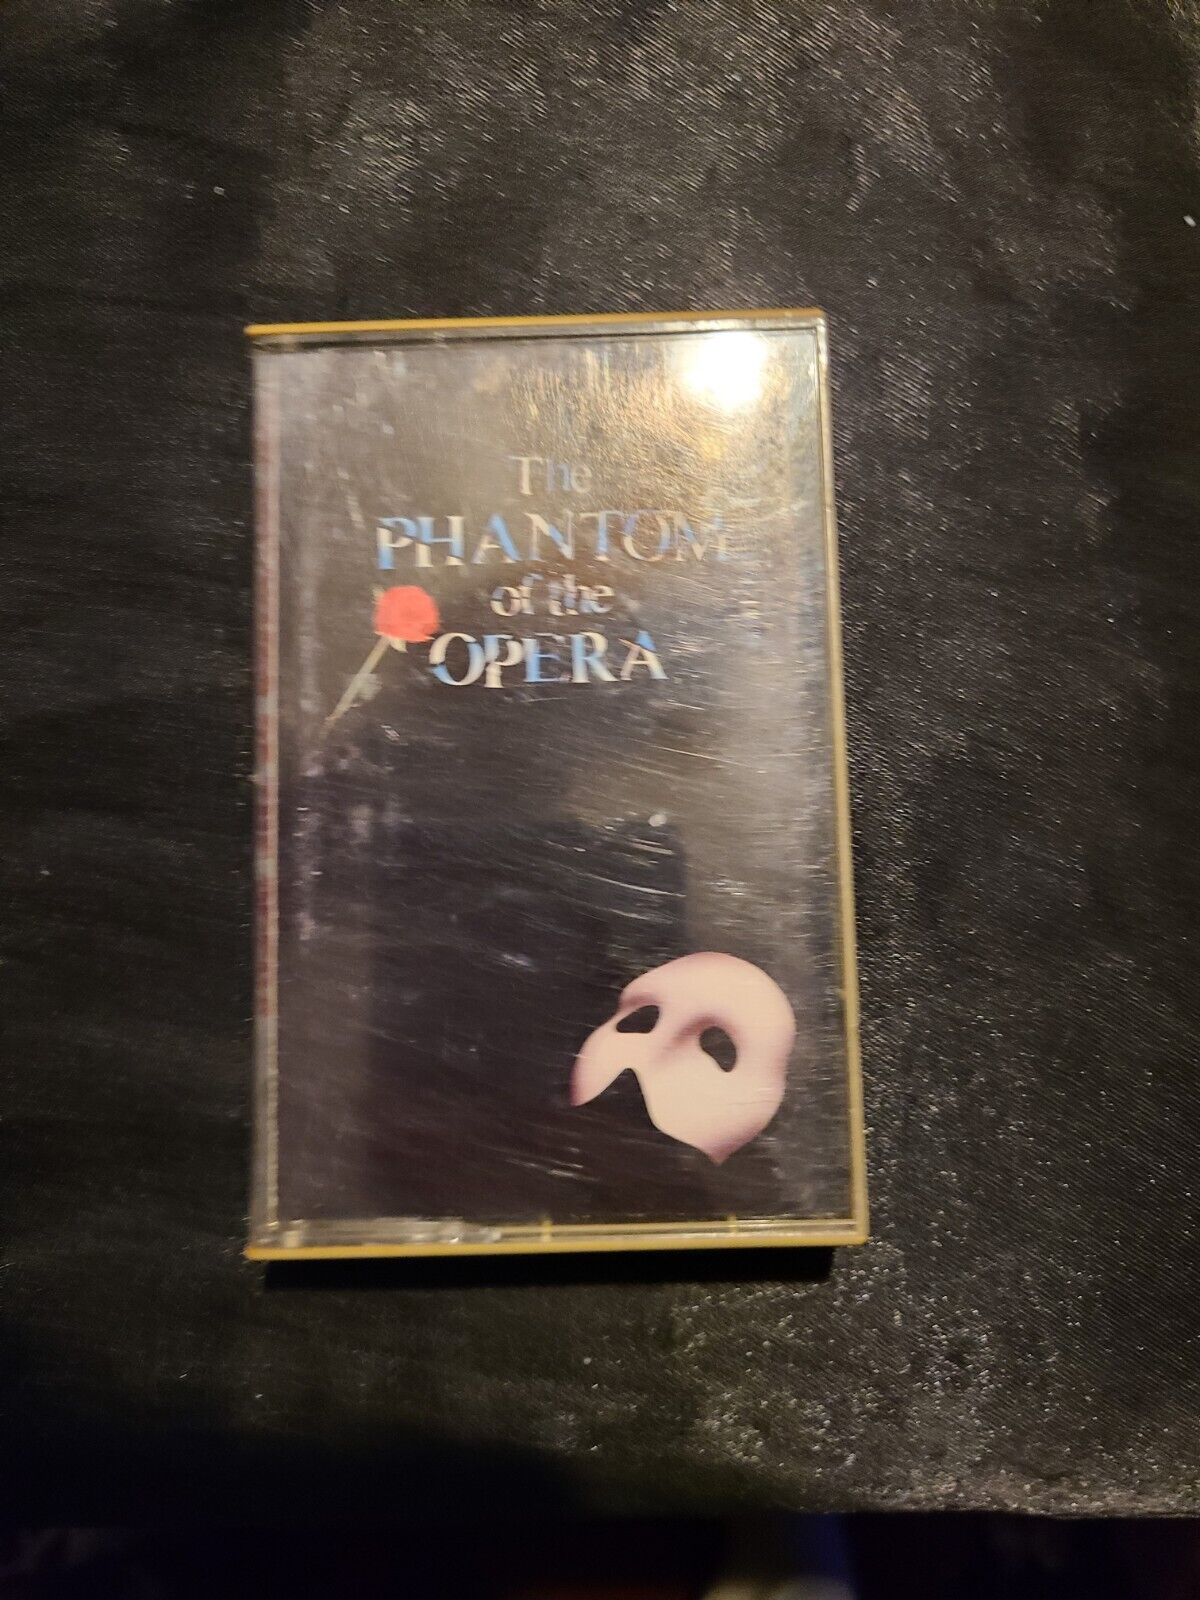 The
PHANTOM
of the
OPERA